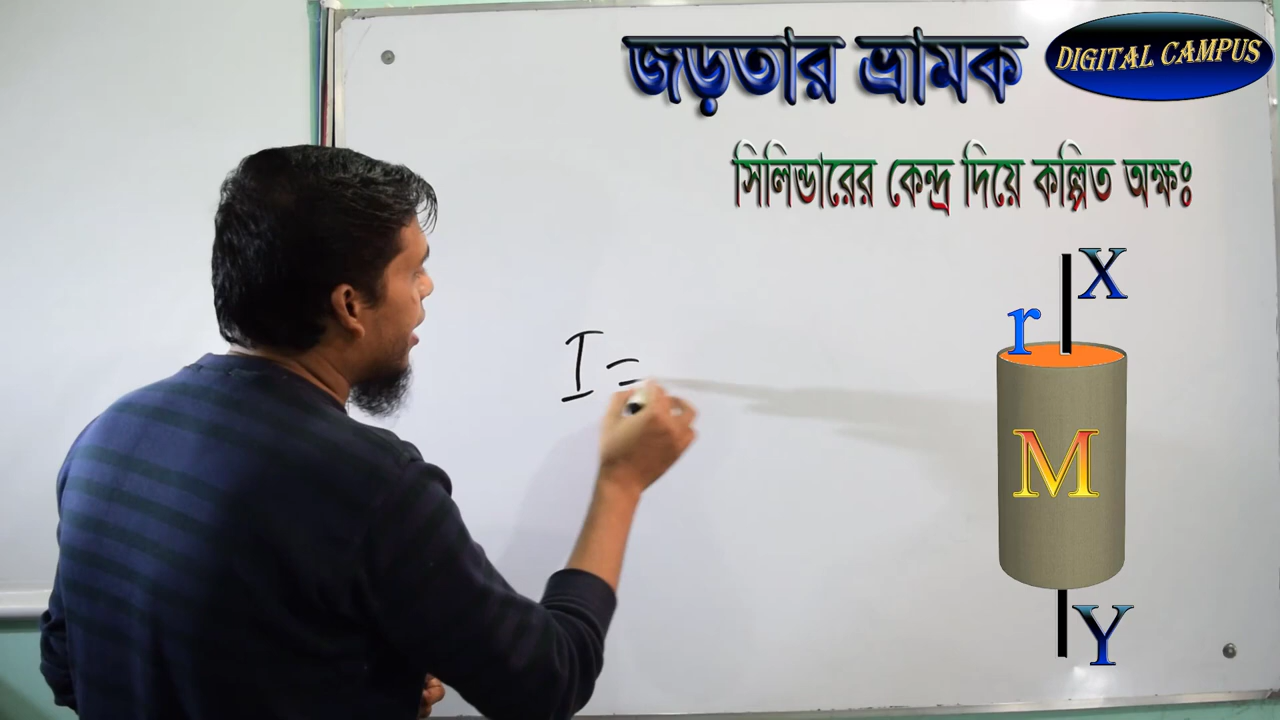 জড়তার ভ্রামক
DIGITAL CAMPUS
সিলিন্ডারের কেন্দ্র দিয়ে কল্পিত অক্ষঃ
X
r
I =
M
Y